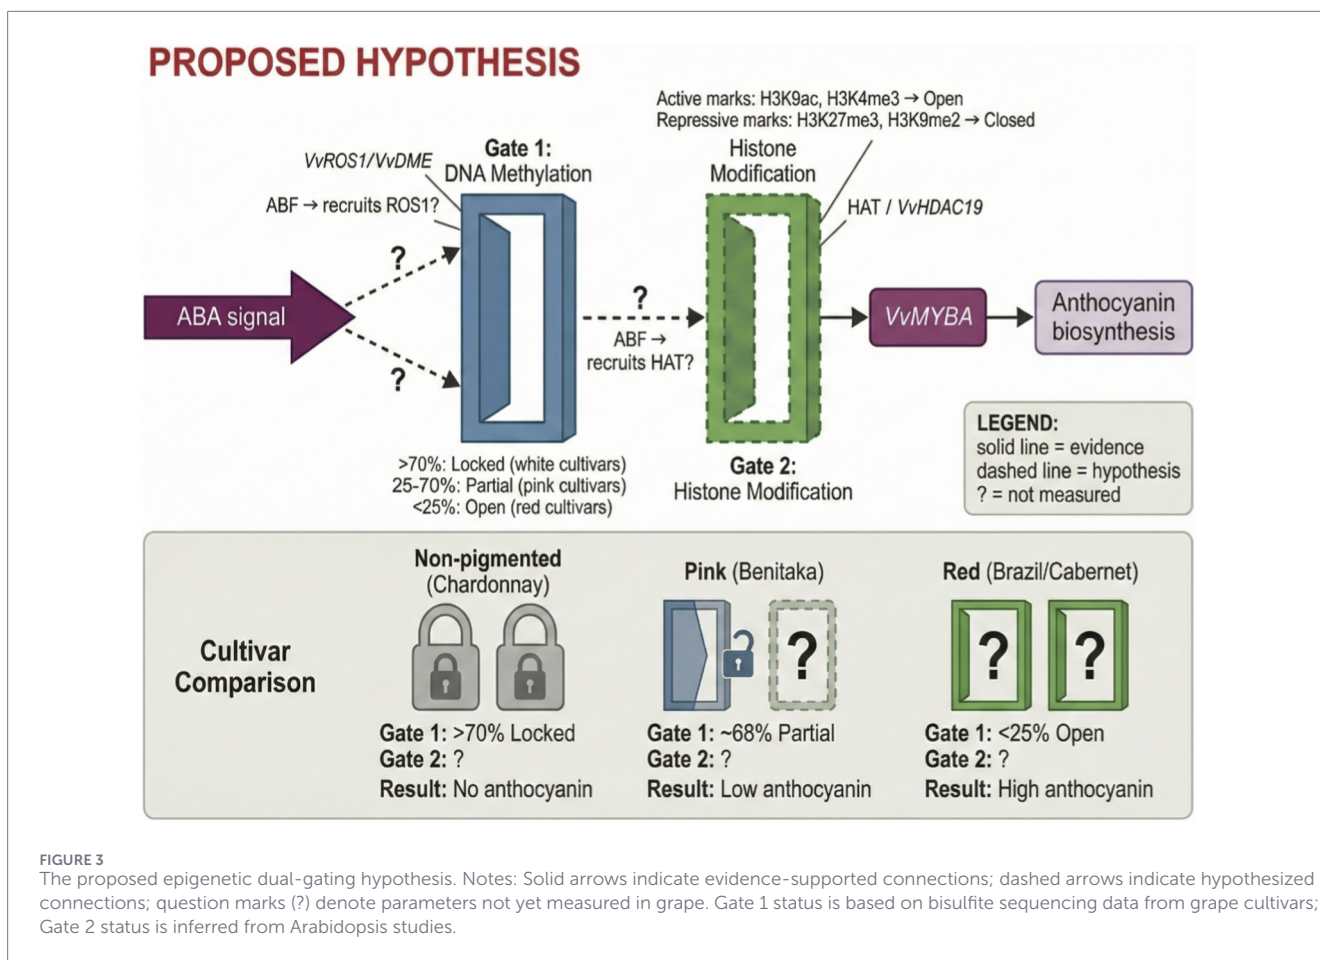 PROPOSED HYPOTHESIS
Active marks: H3K9ac, H3K4me3 → Open
Repressive marks: H3K27me3, H3K9me2 → Closed
VvROS1/VvDME
Gate 1:
DNA Methylation
Histone
Modification
ABF → recruits ROS1?
HAT / VvHDAC19
?
?
ABA signal
?
ABF →
recruits HAT?
VvMYBA
Anthocyanin
biosynthesis
>70%: Locked (white cultivars)
25-70%: Partial (pink cultivars)
<25%: Open (red cultivars)
Gate 2:
Histone Modification
LEGEND:
solid line = evidence
dashed line = hypothesis
? = not measured
Cultivar
Comparison
Non-pigmented
(Chardonnay)
Gate 1: >70% Locked
Gate 2: ?
Result: No anthocyanin
Pink (Benitaka)
?
Gate 1: ~68% Partial
Gate 2: ?
Result: Low anthocyanin
Red (Brazil/Cabernet)
? ?
Gate 1: <25% Open
Gate 2: ?
Result: High anthocyanin
FIGURE 3
The proposed epigenetic dual-gating hypothesis. Notes: Solid arrows indicate evidence-supported connections; dashed arrows indicate hypothesized
connections; question marks (?) denote parameters not yet measured in grape. Gate 1 status is based on bisulfite sequencing data from grape cultivars;
Gate 2 status is inferred from Arabidopsis studies.